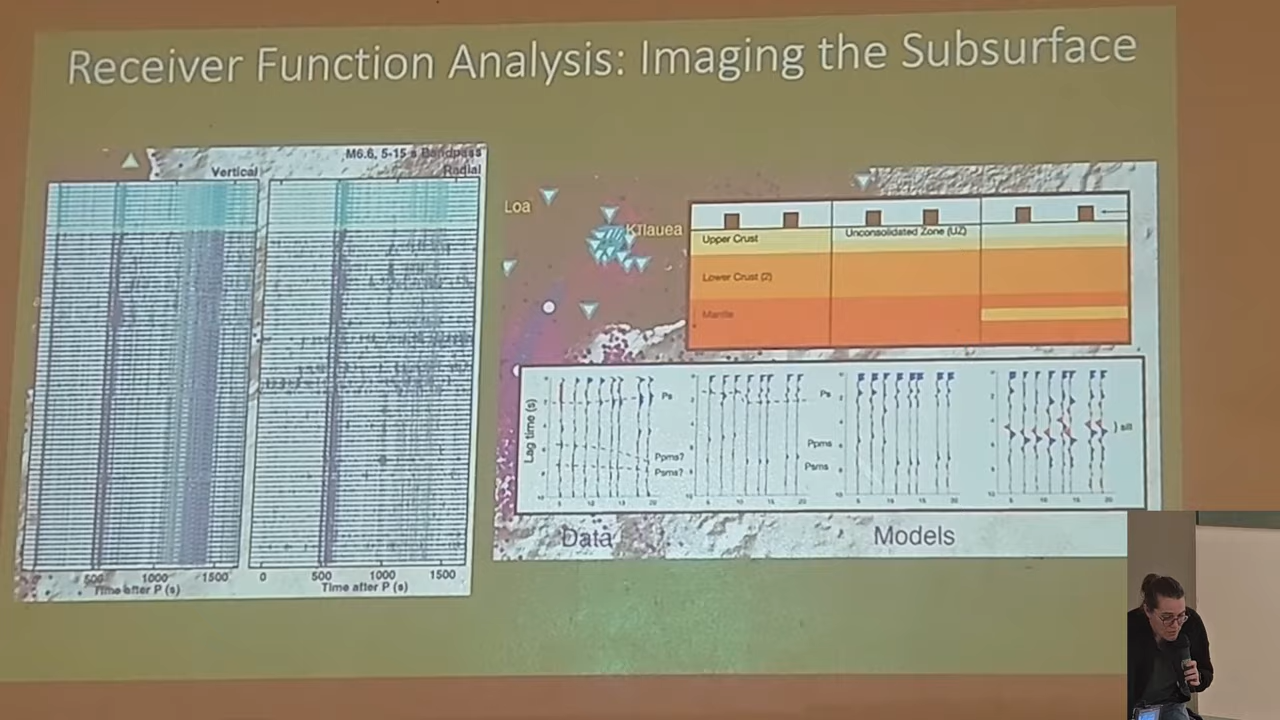 Receiver Function Analysis: Imaging the Subsurface
M6.6, 5-15 s Bandpass
Vertical
Radial
500
1000
1500
Time after P (s)
0
500
1000
1500
Time after P (s)
Loa
Kīlauea
Upper Crust
Unconsolidated Zone (UZ)
Lower Crust (2)
Mantle
Lag time (s)
Ps
Ppms?
Psms?
Ps
Ppms
Psms
sill
Data
Models